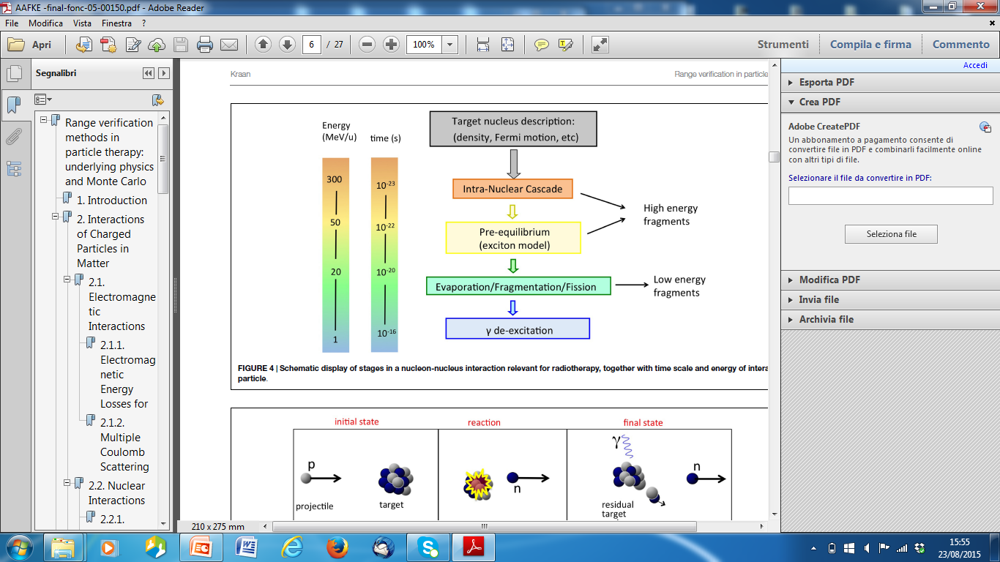 AAFKE -final-fonc-05-00150.pdf - Adobe Reader
File Modifica Vista Finestra ?
Apri
6 / 27
100%
Strumenti
Compila e firma
Commento
Segnalibri
Range verification
methods in
particle therapy:
underlying physics
and Monte Carlo
1. Introduction
2. Interactions
of Charged
Particles in
Matter
2.1.
Electromagne
tic
Interactions
2.1.1.
Electromag
netic
Energy
Losses for
2.1.2.
Multiple
Coulomb
Scattering
2.2. Nuclear
Interactions
2.2.1.
Kraan
Range verification in particle
Energy
(MeV/u)
time (s)
300
50
20
1
10-23
10-22
10-20
10-16
Target nucleus description:
(density, Fermi motion, etc)
Intra-Nuclear Cascade
Pre-equilibrium
(exciton model)
Evaporation/Fragmentation/Fission
γ de-excitation
High energy
fragments
Low energy
fragments
FIGURE 4 | Schematic display of stages in a nucleon-nucleus interaction relevant for radiotherapy, together with time scale and energy of intera
particle.
initial state
reaction
final state
p
projectile
target
n
γ
residual
target
n
210 x 275 mm
Accedi
Esporta PDF
Crea PDF
Adobe CreatePDF
Un abbonamento a pagamento consente di
convertire file in PDF e combinarli facilmente online
con altri tipi di file.
Selezionare il file da convertire in PDF:
Seleziona file
Modifica PDF
Invia file
Archivia file
15:55
23/08/2015